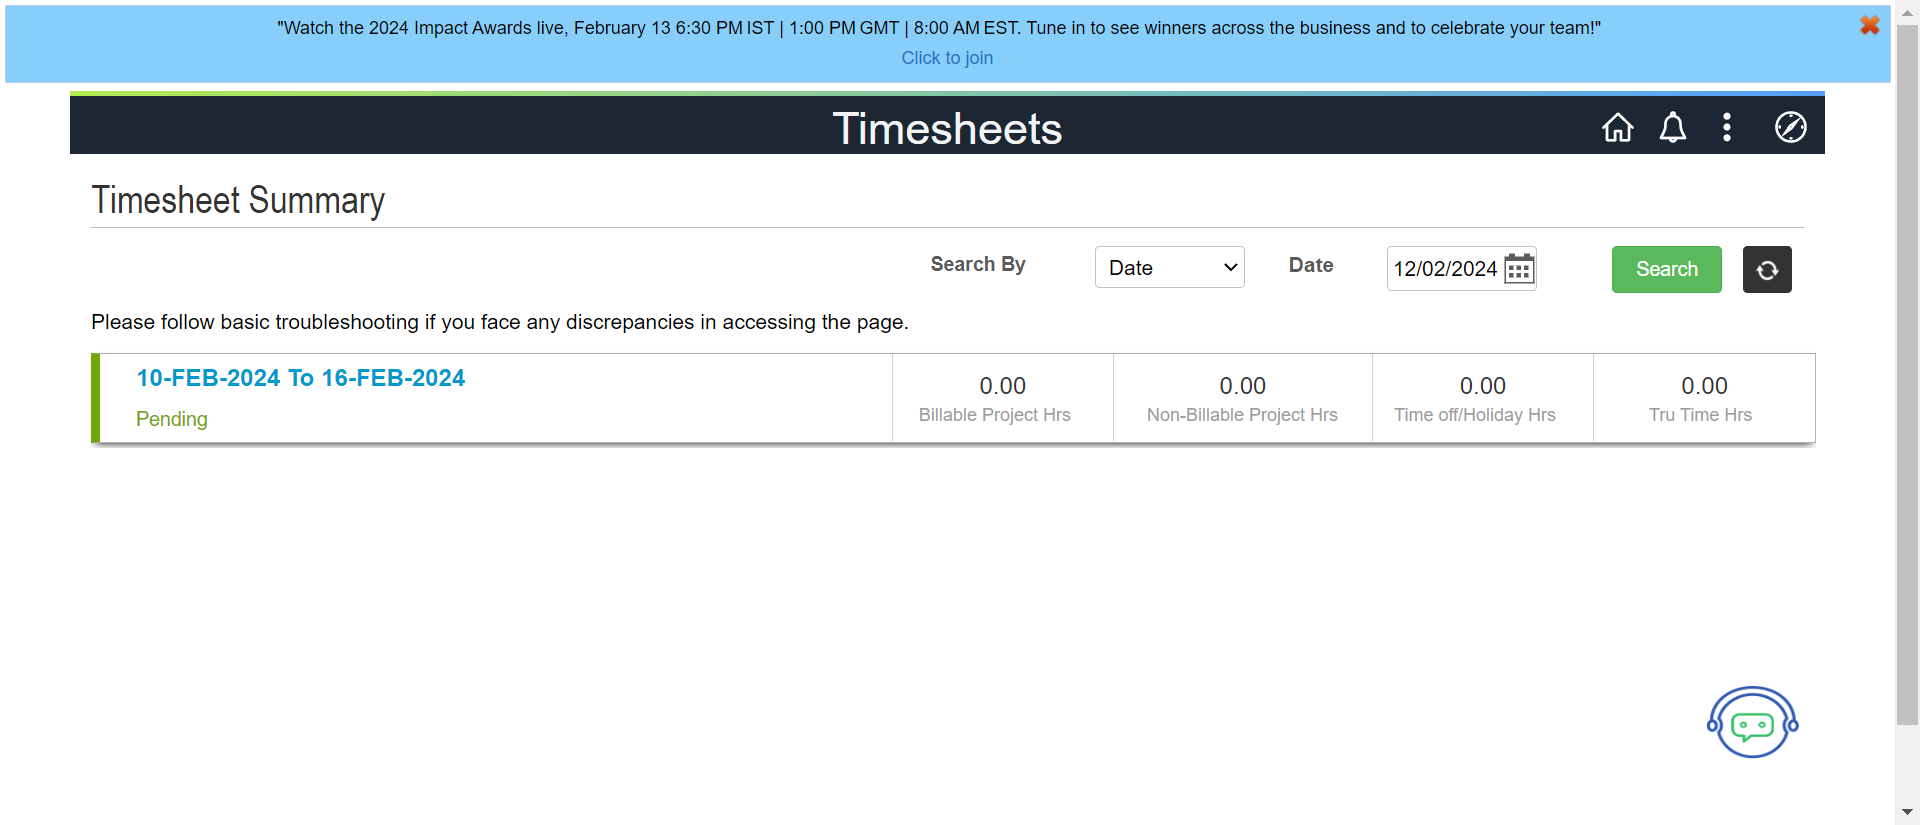 "Watch the 2024 Impact Awards live, February 13 6:30 PM IST | 1:00 PM GMT | 8:00 AM EST. Tune in to see winners across the business and to celebrate your team!"
Click to join
Timesheets
Timesheet Summary
Search By Date Date 12/02/2024 Search
Please follow basic troubleshooting if you face any discrepancies in accessing the page.
10-FEB-2024 To 16-FEB-2024
Pending
0.00 0.00 0.00 0.00
Billable Project Hrs Non-Billable Project Hrs Time off/Holiday Hrs Tru Time Hrs